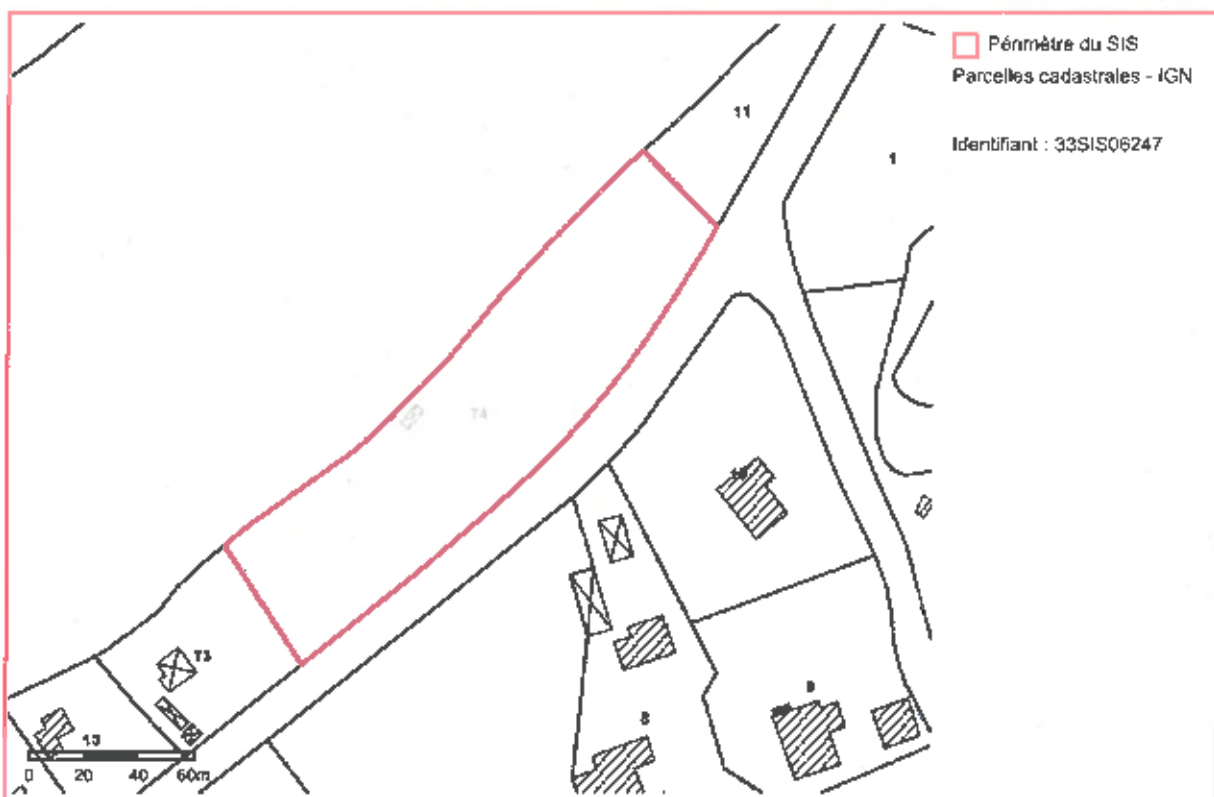 Périmètre du SIS
Parcelles cadastrales - IGN
Identifiant : 33SIS06247
11
1
74
73
9
8
13
0 20 40 60m